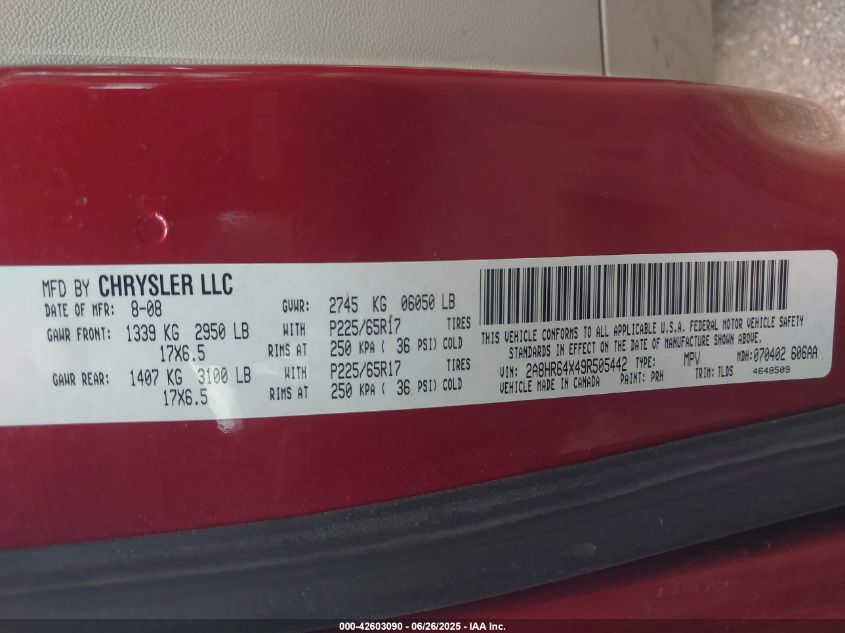 MFD BY CHRYSLER LLC
DATE OF MFR: 8-08 GVWR: 2745 KG 06050 LB
GAWR FRONT: 1339 KG 2950 LB WITH P225/65R17 TIRES
17X6.5 RIMS AT 250 KPA ( 36 PSI) COLD
GAWR REAR: 1407 KG 3100 LB WITH P225/65R17 TIRES
17X6.5 RIMS AT 250 KPA ( 36 PSI) COLD
THIS VEHICLE CONFORMS TO ALL APPLICABLE U.S.A. FEDERAL MOTOR VEHICLE SAFETY
STANDARDS IN EFFECT ON THE DATE OF MANUFACTURE SHOWN ABOVE.
VIN: 2A8HR64X49R505442 TYPE: MPV MDH: 070402 606AA
VEHICLE MADE IN CANADA PAINT: PRH TRIM: TLDS 4648509
000-42603090 - 06/26/2025 - IAA Inc.